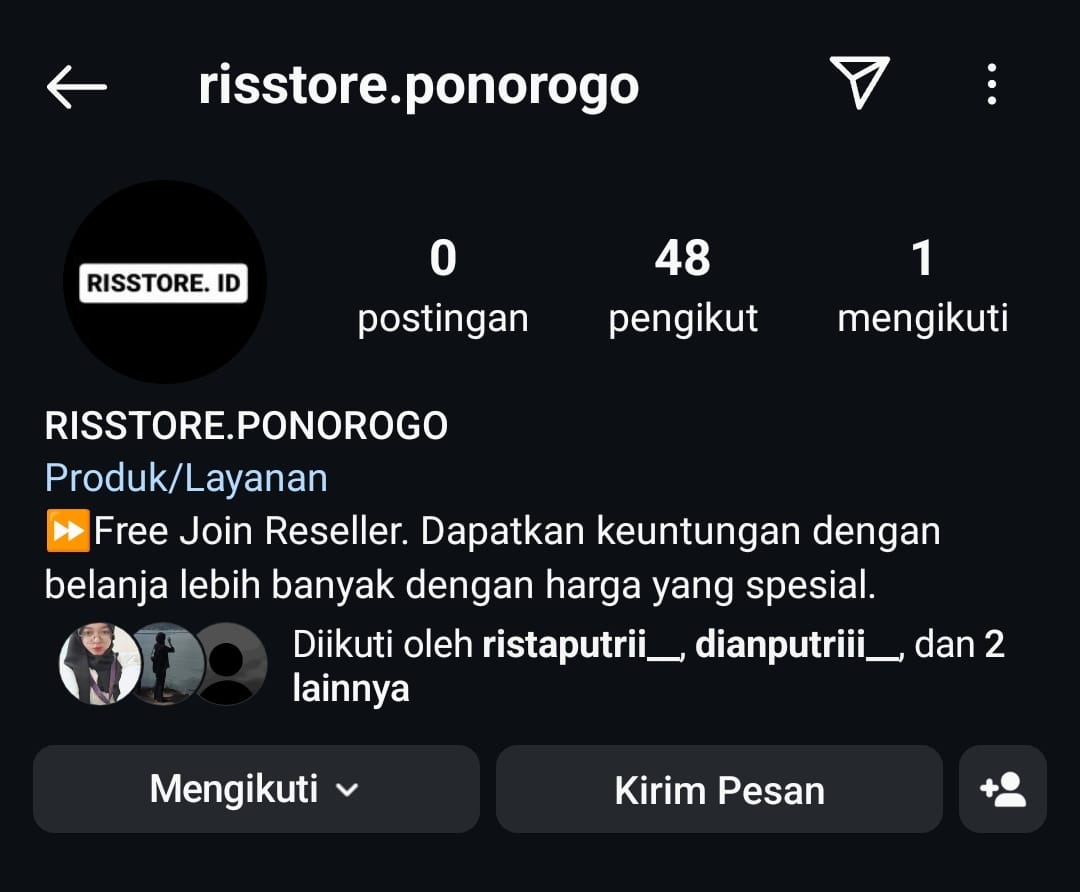 risstore.ponorogo
RISSTORE. ID
0
postingan
48
pengikut
1
mengikuti
RISSTORE.PONOROGO
Produk/Layanan
⏩Free Join Reseller. Dapatkan keuntungan dengan
belanja lebih banyak dengan harga yang spesial.
Diikuti oleh ristaputrii__, dianputriii__, dan 2
lainnya
Mengikuti
Kirim Pesan